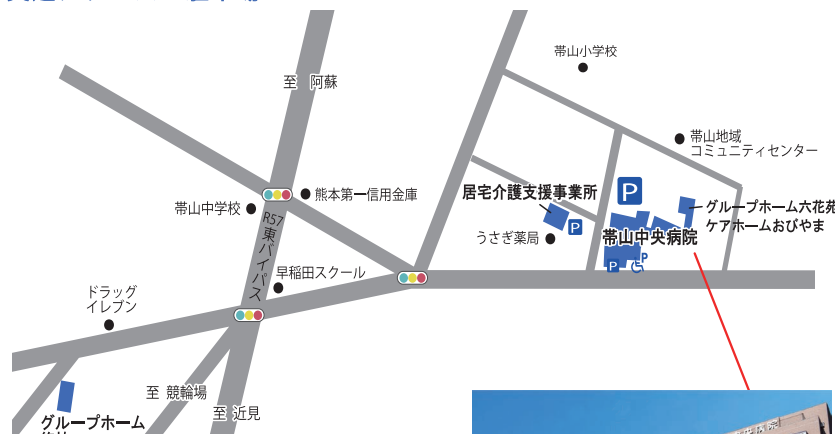 帯山小学校
至 阿蘇
帯山地域
コミュニティセンター
居宅介護支援事業所
P
熊本第一信用金庫
帯山中学校
グループホーム六花苑
ケアホームおびやま
R57
東バイパス
うさぎ薬局
P
帯山中央病院
P
P
早稲田スクール
ドラッグ
イレブン
至 競輪場
至 近見
グループホーム